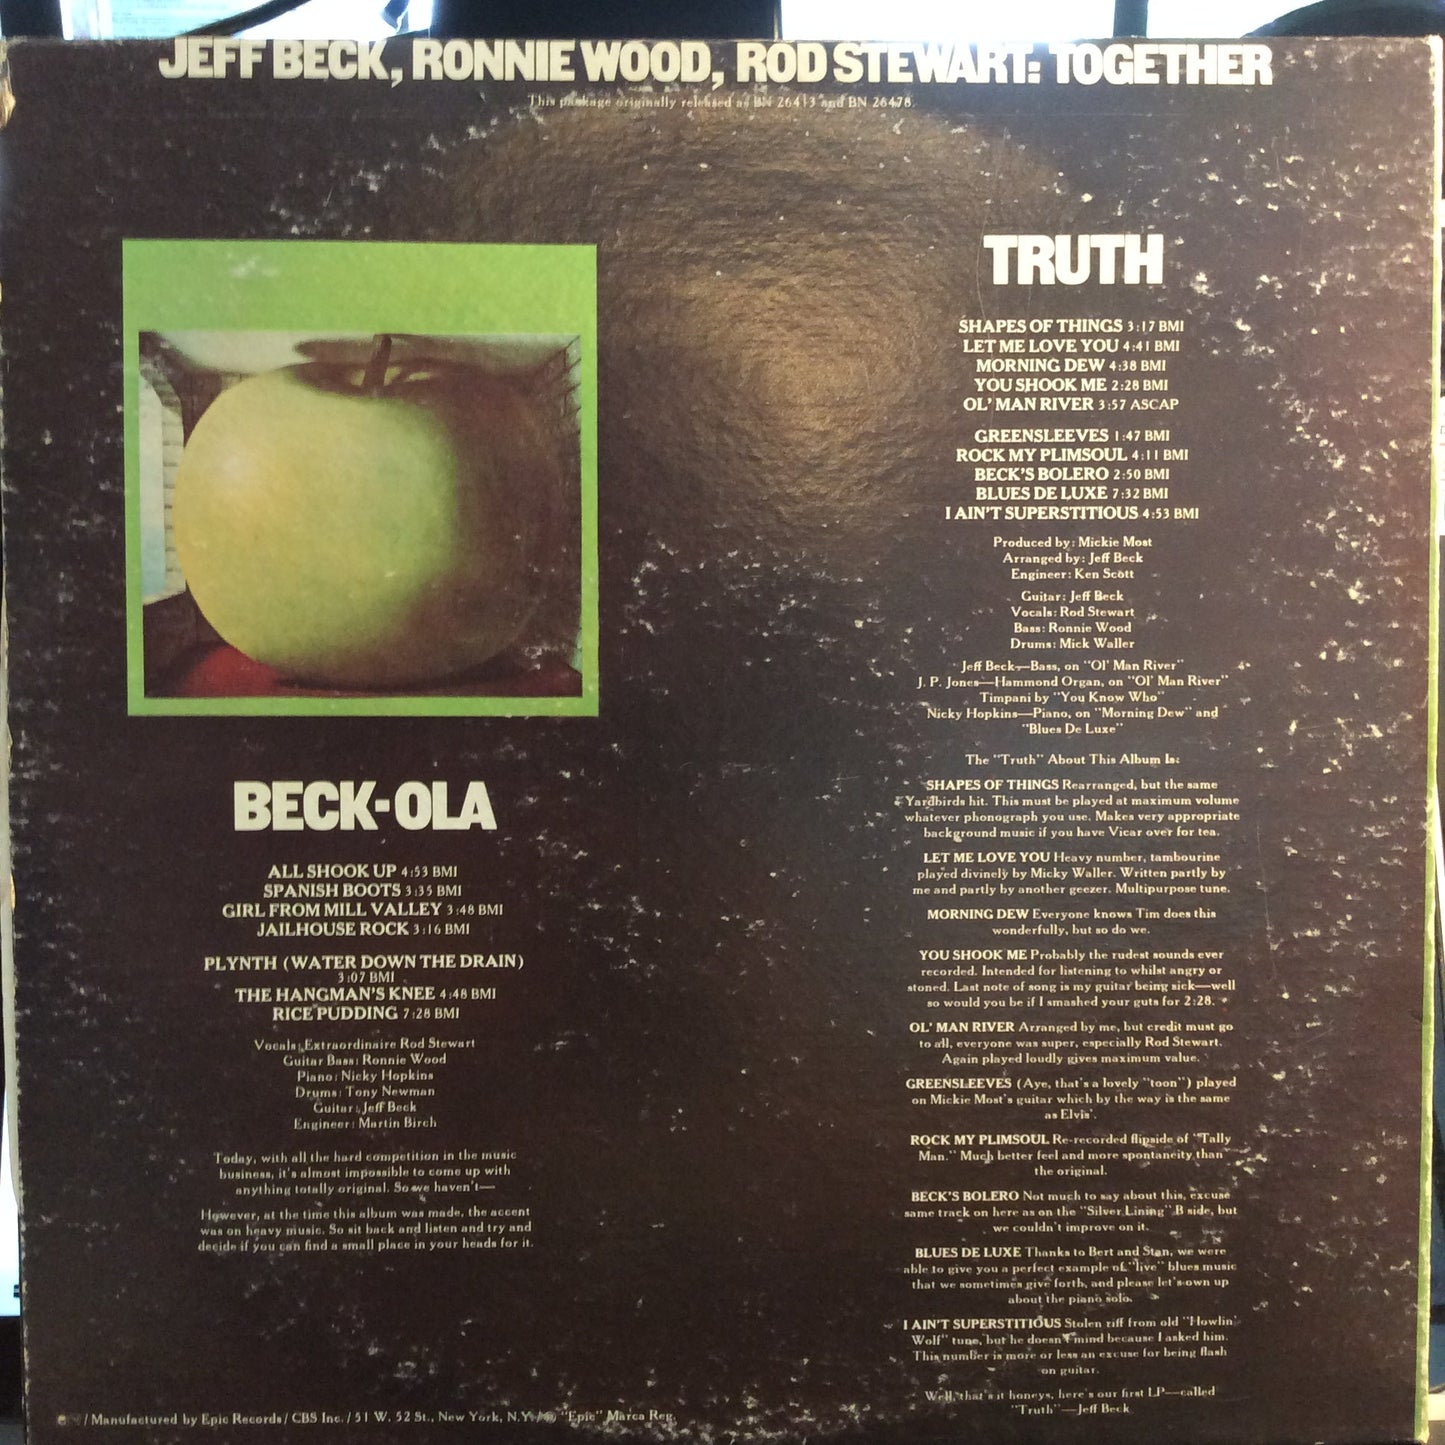 JEFF BECK, RONNIE WOOD, ROD STEWART: TOGETHER
This package originally released as BN 26413 and BN 26478.
BECK-OLA
ALL SHOOK UP 4:53 BMI
SPANISH BOOTS 3:35 BMI
GIRL FROM MILL VALLEY 3:48 BMI
JAILHOUSE ROCK 3:16 BMI
PLYNTH (WATER DOWN THE DRAIN)
3:07 BMI
THE HANGMAN'S KNEE 4:48 BMI
RICE PUDDING 7:28 BMI
Vocals: Extraordinaire Rod Stewart
Guitar Bass: Ronnie Wood
Piano: Nicky Hopkins
Drums: Tony Newman
Guitar: Jeff Beck
Engineer: Martin Birch
Today, with all the hard competition in the music
business, it's almost impossible to come up with
anything totally original. So we haven't—
However, at the time this album was made, the accent
was on heavy music. So sit back and listen and try and
decide if you can find a small place in your heads for it.
TRUTH
SHAPES OF THINGS 3:17 BMI
LET ME LOVE YOU 4:41 BMI
MORNING DEW 4:38 BMI
YOU SHOOK ME 2:28 BMI
OL' MAN RIVER 3:57 ASCAP
GREENSLEEVES 1:47 BMI
ROCK MY PLIMSOUL 4:11 BMI
BECK'S BOLERO 2:50 BMI
BLUES DE LUXE 7:32 BMI
I AIN'T SUPERSTITIOUS 4:53 BMI
Produced by: Mickie Most
Arranged by: Jeff Beck
Engineer: Ken Scott
Guitar: Jeff Beck
Vocals: Rod Stewart
Bass: Ronnie Wood
Drums: Mick Waller
Jeff Beck—Bass, on "Ol' Man River"
J. P. Jones—Hammond Organ, on "Ol' Man River"
Timpani by "You Know Who"
Nicky Hopkins—Piano, on "Morning Dew" and
"Blues De Luxe"
The "Truth" About This Album Is:
SHAPES OF THINGS Rearranged, but the same
Yardbirds hit. This must be played at maximum volume
whatever phonograph you use. Makes very appropriate
background music if you have Vicar over for tea.
LET ME LOVE YOU Heavy number, tambourine
played divinely by Micky Waller. Written partly by
me and partly by another geezer. Multipurpose tune.
MORNING DEW Everyone knows Tim does this
wonderfully, but so do we.
YOU SHOOK ME Probably the rudest sounds ever
recorded. Intended for listening to whilst angry or
stoned. Last note of song is my guitar being sick—well
so would you be if I smashed your guts for 2:28.
OL' MAN RIVER Arranged by me, but credit must go
to all, everyone was super, especially Rod Stewart.
Again played loudly gives maximum value.
GREENSLEEVES (Aye, that's a lovely "toon") played
on Mickie Most's guitar which by the way is the same
as Elvis'.
ROCK MY PLIMSOUL Re-recorded flipside of "Tally
Man." Much better feel and more spontaneity than
the original.
BECK'S BOLERO Not much to say about this, excuse
same track on here as on the "Silver Lining" B side, but
we couldn't improve on it.
BLUES DE LUXE Thanks to Bert and Stan, we were
able to give you a perfect example of "live" blues music
that we sometimes give forth, and please let's own up
about the piano solo.
I AIN'T SUPERSTITIOUS Stolen riff from old "Howlin'
Wolf" tune, but he doesn't mind because I asked him.
This number is more or less an excuse for being flash
on guitar.
Well, that's it honeys, here's our first LP—called
"Truth"—Jeff Beck.
/ Manufactured by Epic Records / CBS Inc. / 51 W. 52 St., New York, N.Y. / ® "Epic" Marca Reg.